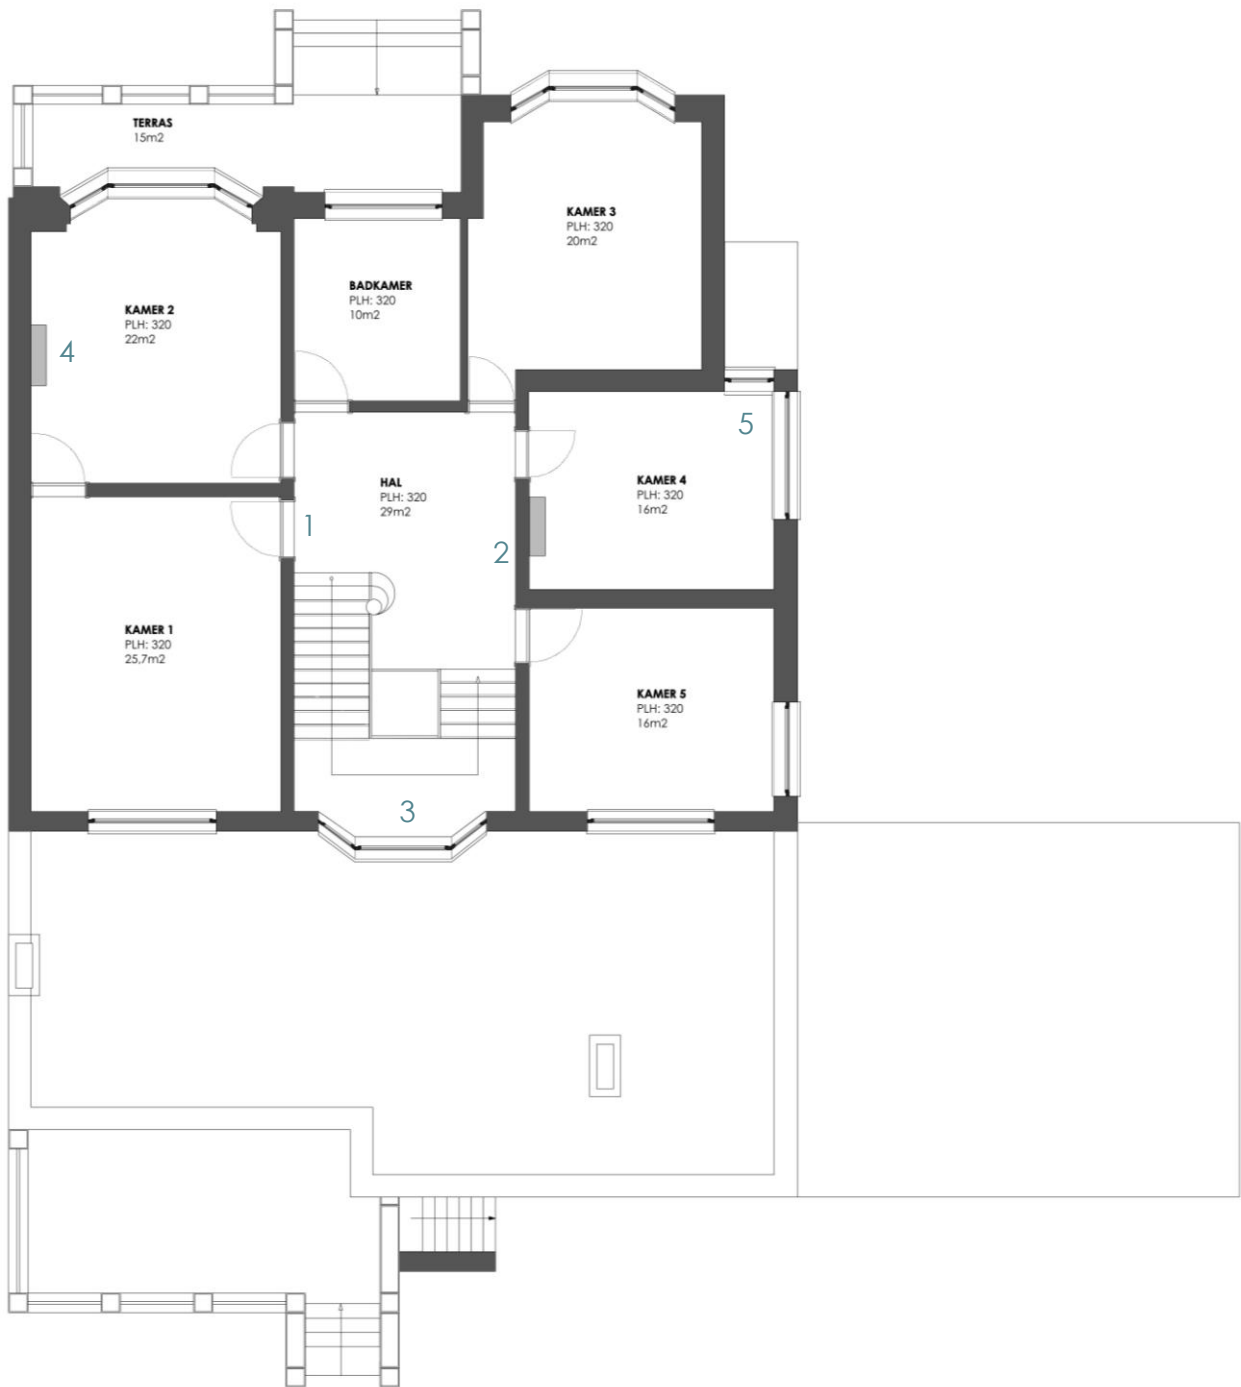 TERRAS
15m2
KAMER 3
PLH: 320
20m2
KAMER 2
PLH: 320
22m2
BADKAMER
PLH: 320
10m2
4
5
HAL
PLH: 320
29m2
KAMER 4
PLH: 320
16m2
1
2
KAMER 1
PLH: 320
25,7m2
KAMER 5
PLH: 320
16m2
3